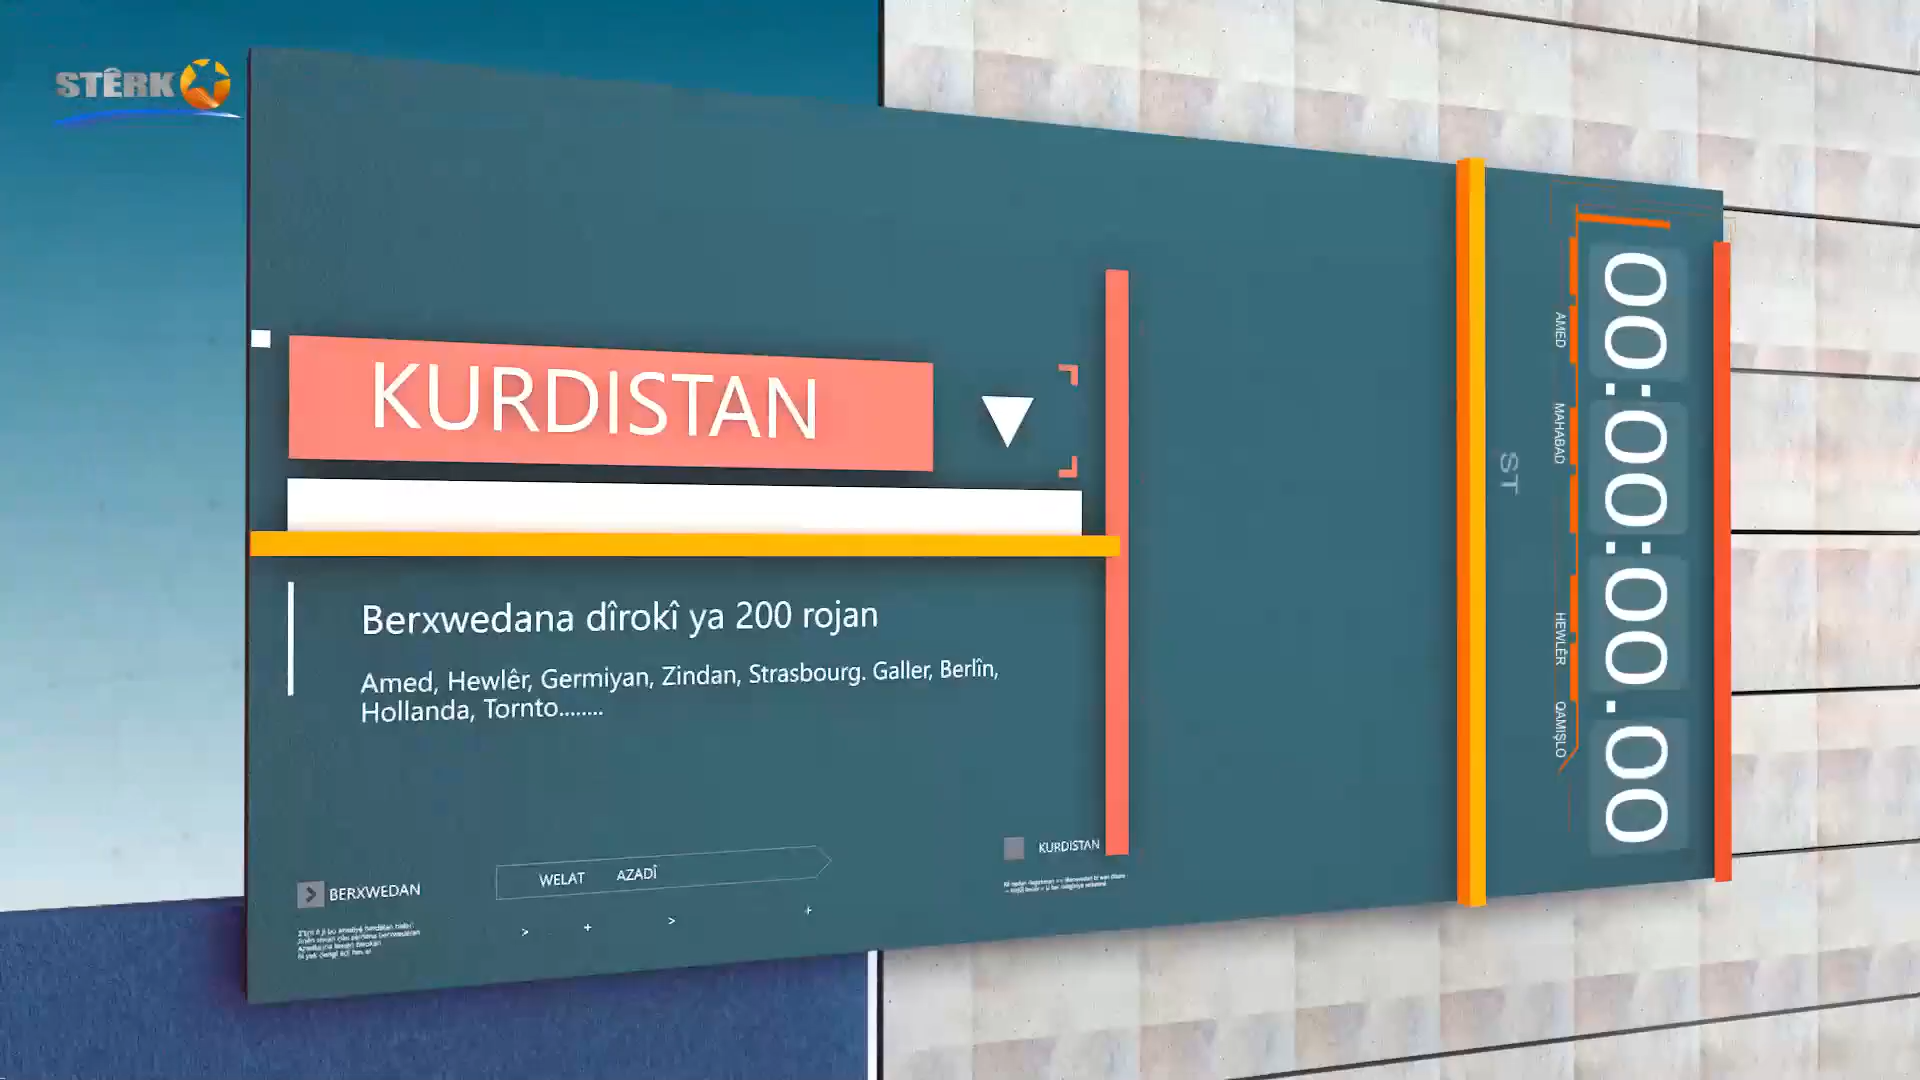 STÊRK
KURDISTAN
Berxwedana dîrokî ya 200 rojan
Amed, Hewlêr, Germiyan, Zindan, Strasbourg. Galler, Berlîn,
Hollanda, Tornto........
BERXWEDAN
WELAT AZADÎ
KURDISTAN
ST
AMED
MAHABAD
HEWLÊR
QAMIŞLO
00:00:00.00